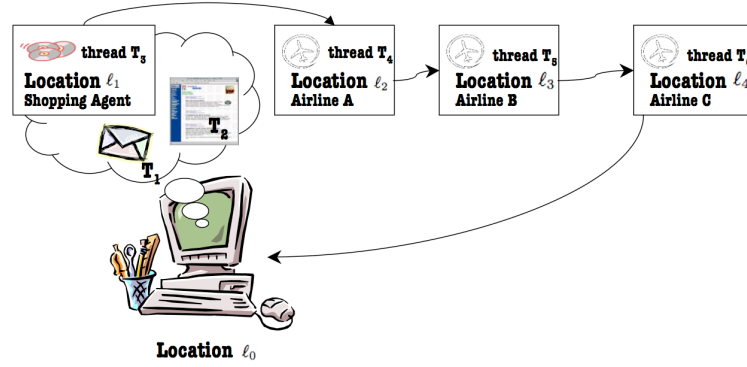 thread T₃
Location ℓ₁
Shopping Agent
thread T₄
Location ℓ₂
Airline A
thread T₅
Location ℓ₃
Airline B
thread T
Location ℓ₄
Airline C
T₂
T₁
Location ℓ₀